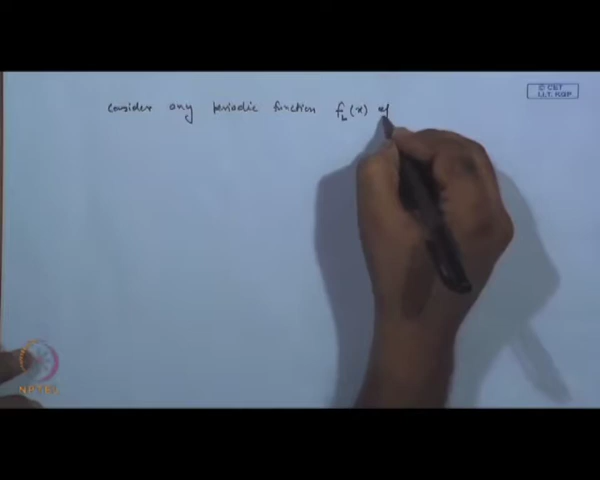 © CET
I.I.T. KGP
consider any periodic function f_L(x) of
NPTEL